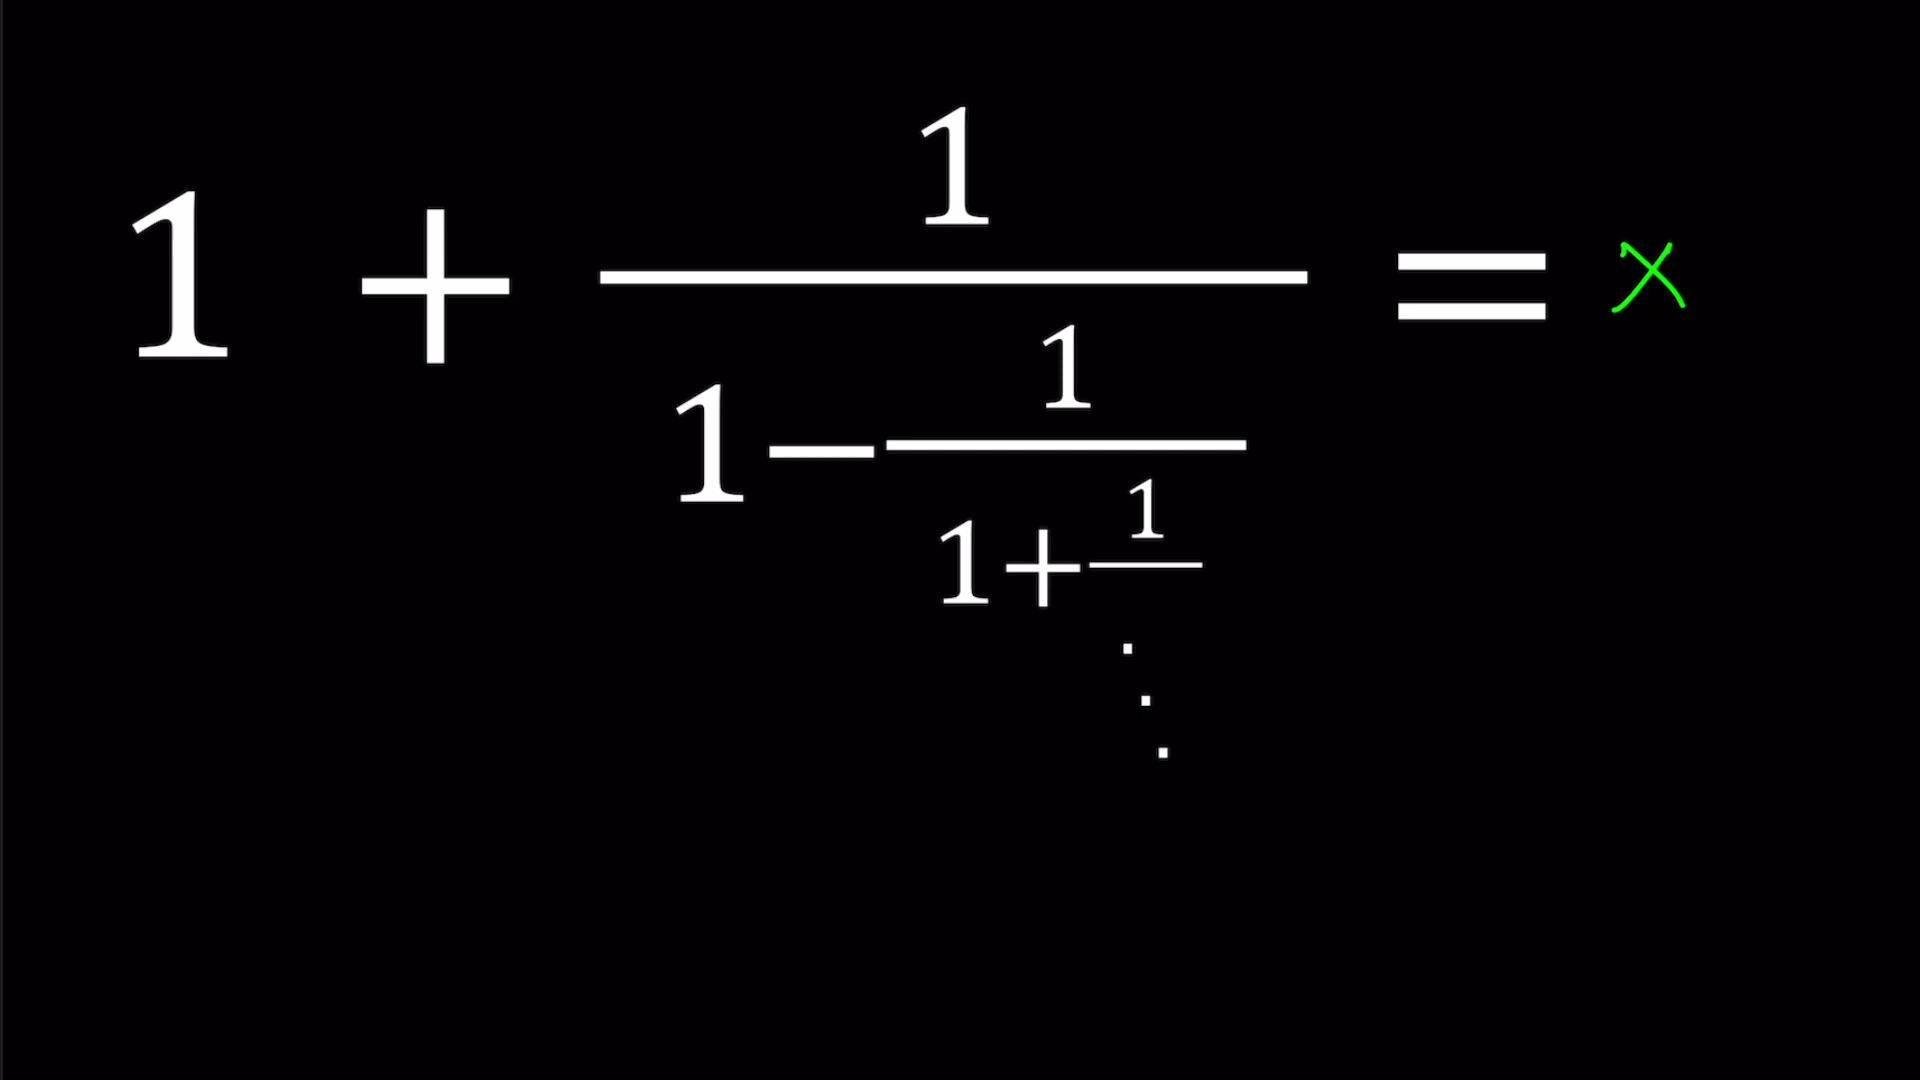 1 + 1 = x
1 − 1
1 + 1
.
.
.